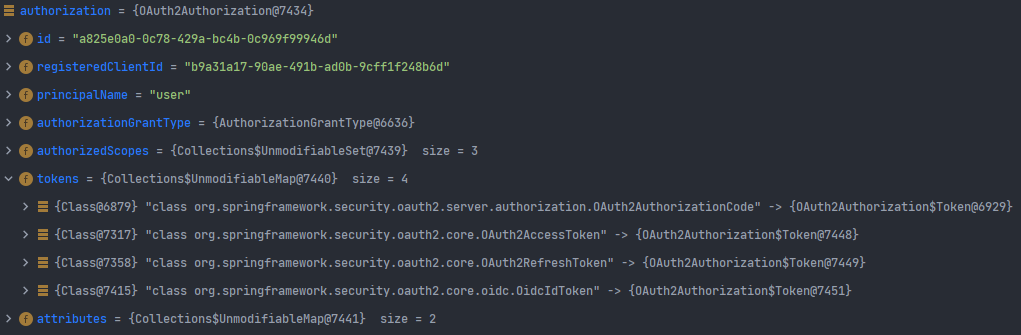 authorization = {OAuth2Authorization@7434}
f id = "a825e0a0-0c78-429a-bc4b-0c969f99946d"
f registeredClientId = "b9a31a17-90ae-491b-ad0b-9cff1f248b6d"
f principalName = "user"
f authorizationGrantType = {AuthorizationGrantType@6636}
f authorizedScopes = {Collections$UnmodifiableSet@7439} size = 3
f tokens = {Collections$UnmodifiableMap@7440} size = 4
{Class@6879} "class org.springframework.security.oauth2.server.authorization.OAuth2AuthorizationCode" -> {OAuth2Authorization$Token@6929}
{Class@7317} "class org.springframework.security.oauth2.core.OAuth2AccessToken" -> {OAuth2Authorization$Token@7448}
{Class@7358} "class org.springframework.security.oauth2.core.OAuth2RefreshToken" -> {OAuth2Authorization$Token@7449}
{Class@7415} "class org.springframework.security.oauth2.core.oidc.OidcIdToken" -> {OAuth2Authorization$Token@7451}
f attributes = {Collections$UnmodifiableMap@7441} size = 2